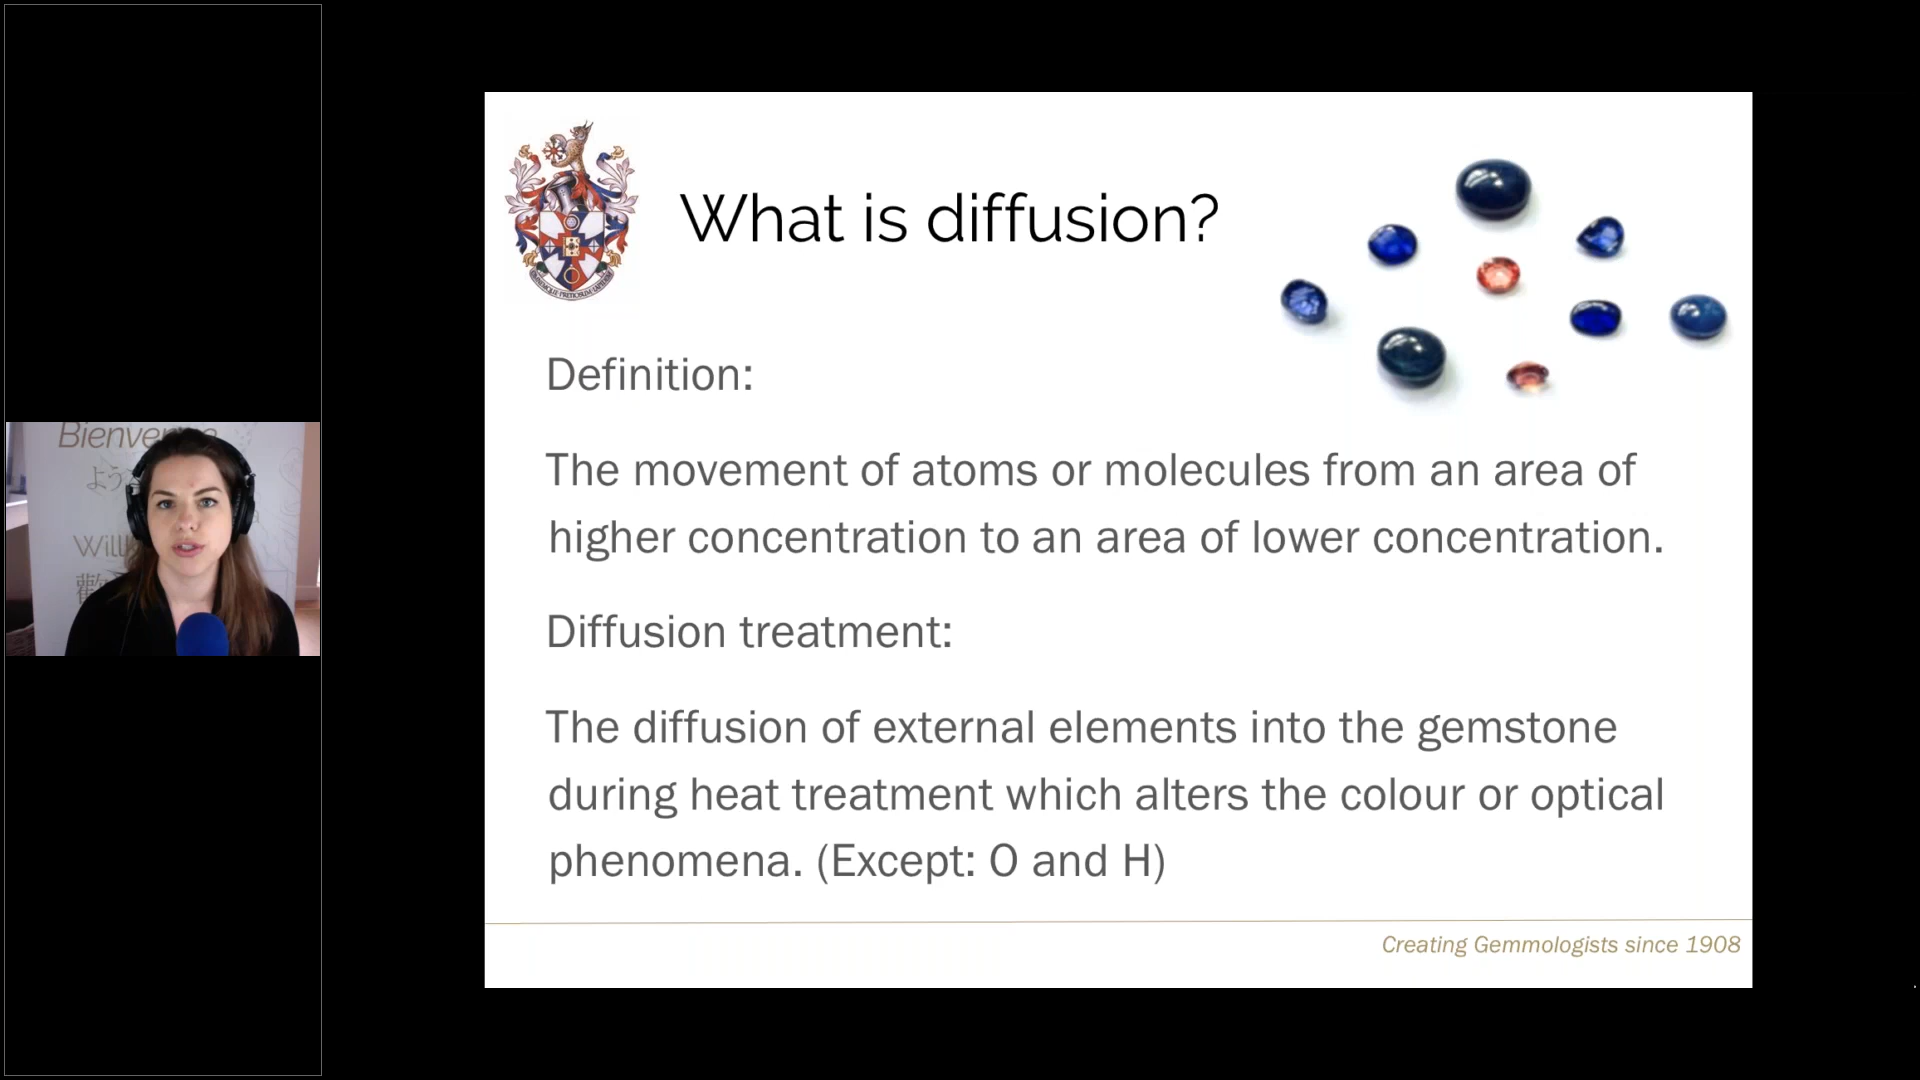 What is diffusion?
Definition:
The movement of atoms or molecules from an area of
higher concentration to an area of lower concentration.
Diffusion treatment:
The diffusion of external elements into the gemstone
during heat treatment which alters the colour or optical
phenomena. (Except: O and H)
Creating Gemmologists since 1908